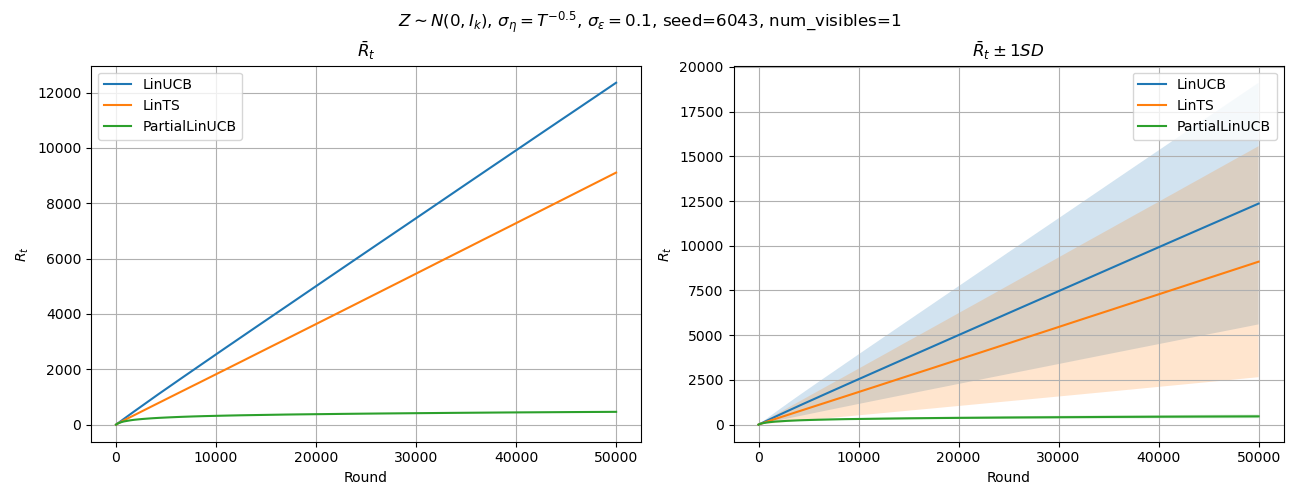 Z ∼ N(0, I_k), σ_η = T^{−0.5}, σ_ε = 0.1, seed=6043, num_visibles=1
R̄_t
LinUCB
LinTS
PartialLinUCB
12000
10000
8000
6000
4000
2000
0
R_t
0 10000 20000 30000 40000 50000
Round
R̄_t ± 1SD
LinUCB
LinTS
PartialLinUCB
20000
17500
15000
12500
10000
7500
5000
2500
0
R_t
0 10000 20000 30000 40000 50000
Round